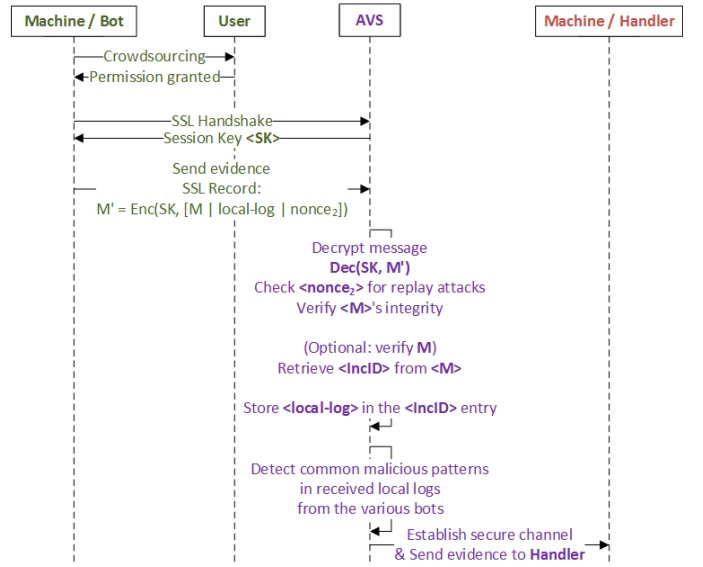 Machine / Bot
User
AVS
Machine / Handler
Crowdsourcing
Permission granted
SSL Handshake
Session Key <SK>
Send evidence
SSL Record:
M' = Enc(SK, [M | local-log | nonce₂])
Decrypt message
Dec(SK, M')
Check <nonce₂> for replay attacks
Verify <M>'s integrity
(Optional: verify M)
Retrieve <IncID> from <M>
Store <local-log> in the <IncID> entry
Detect common malicious patterns
in received local logs
from the various bots
Establish secure channel
& Send evidence to Handler